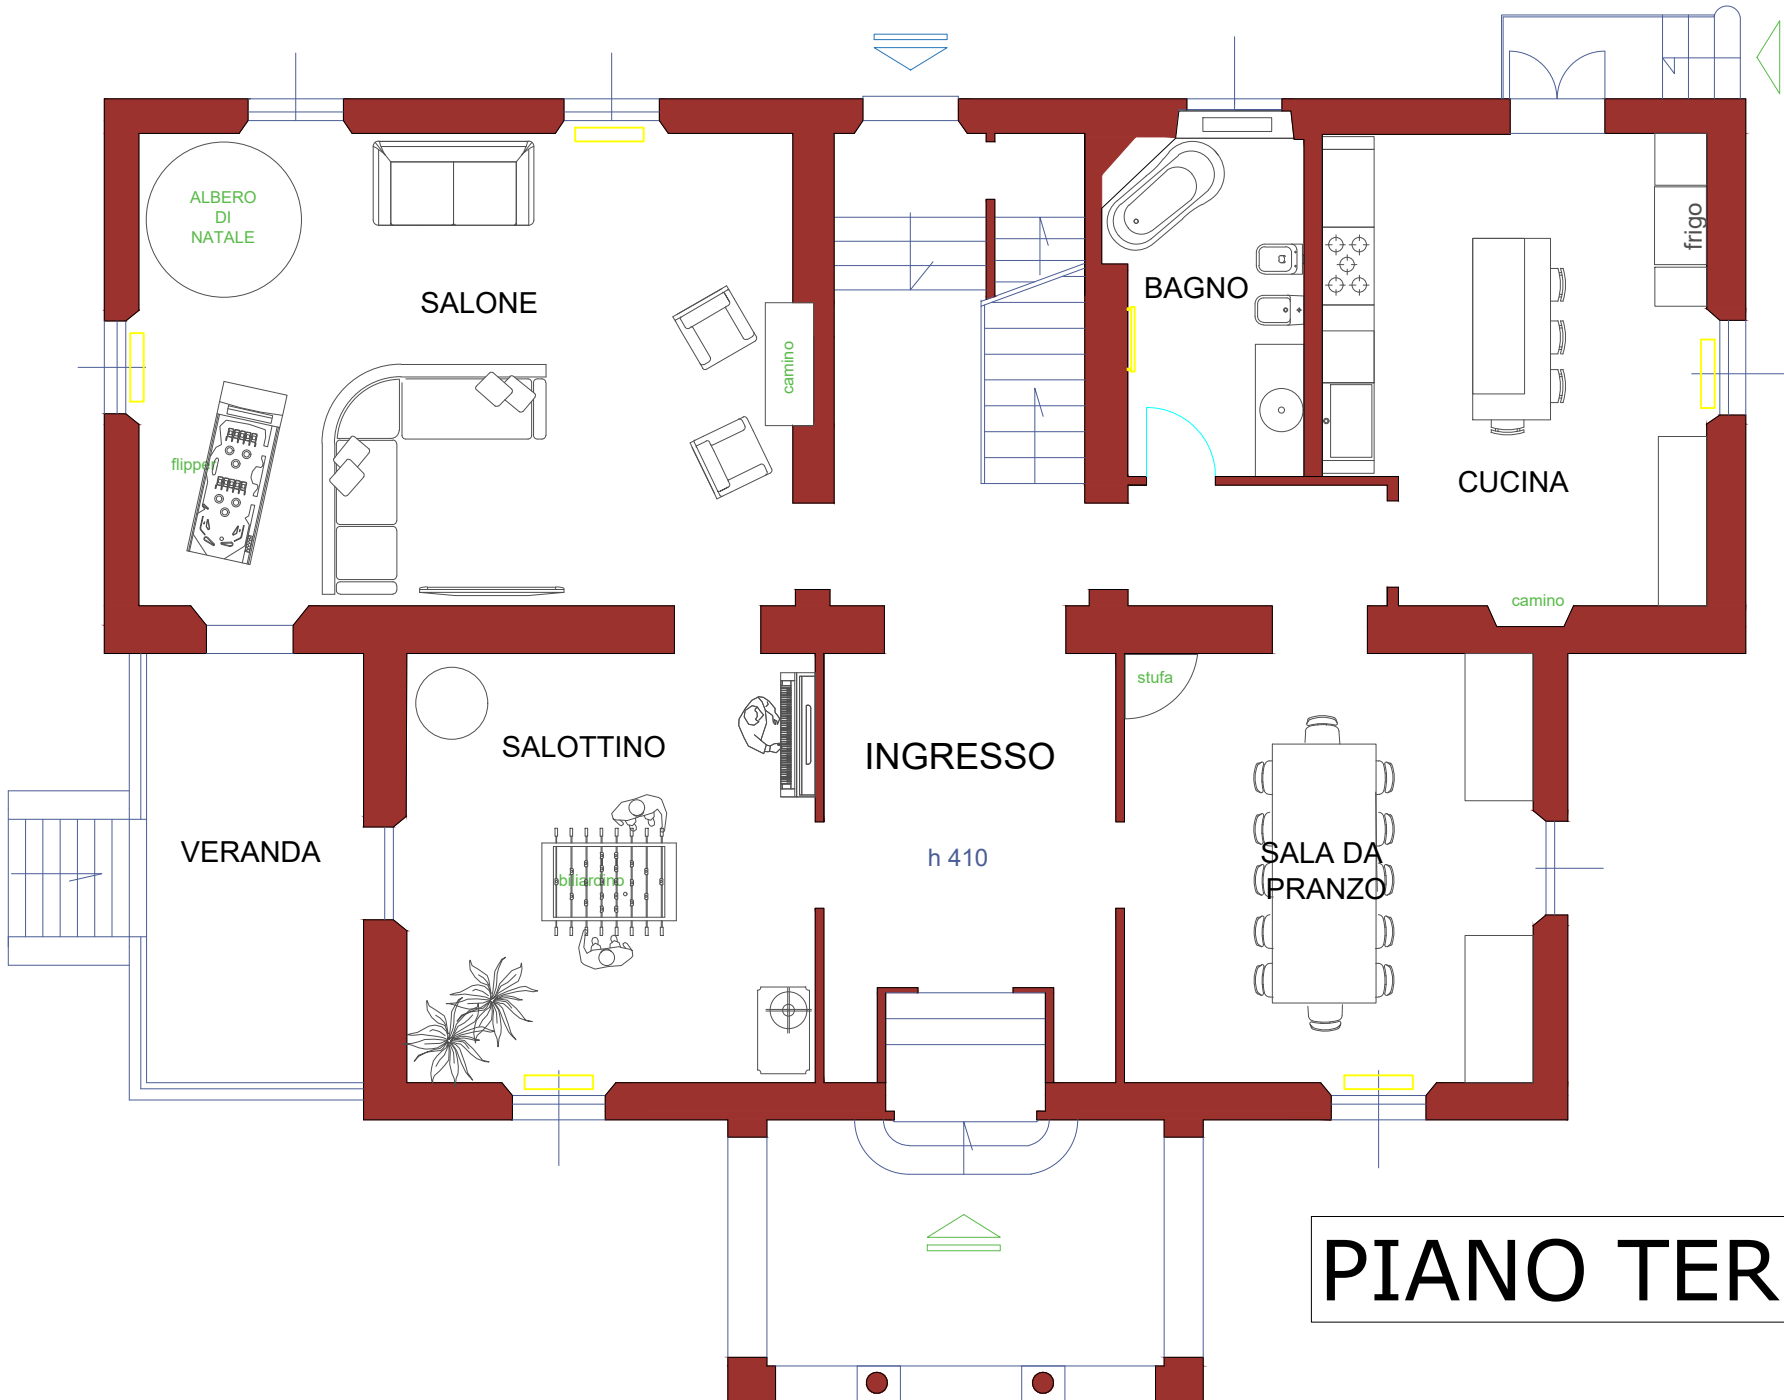 ALBERO
DI
NATALE
SALONE
camino
flipper
BAGNO
frigo
CUCINA
camino
stufa
SALOTTINO
INGRESSO
VERANDA
h 410
biliardino
SALA DA
PRANZO
PIANO TER